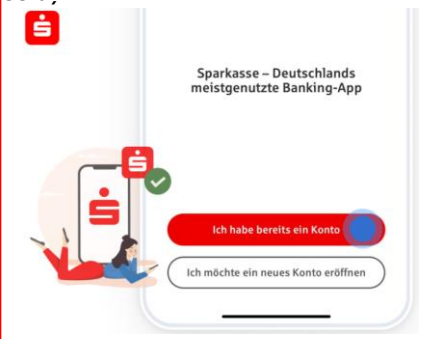 Sparkasse – Deutschlands
meistgenutzte Banking-App
Ich habe bereits ein Konto
Ich möchte ein neues Konto eröffnen